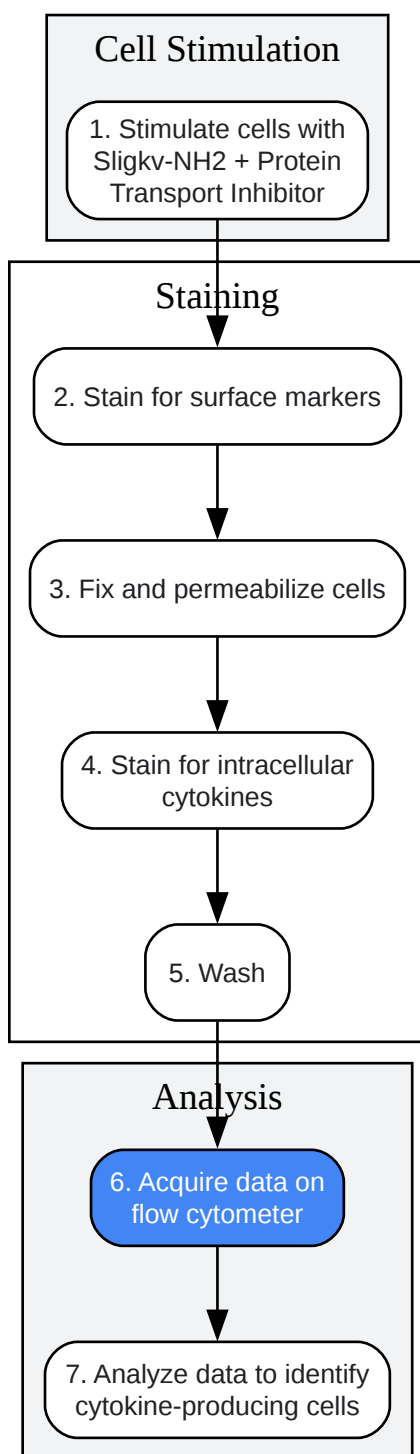 Cell Stimulation
1. Stimulate cells with
Sligkv-NH2 + Protein
Transport Inhibitor
Staining
2. Stain for surface markers
3. Fix and permeabilize cells
4. Stain for intracellular
cytokines
5. Wash
Analysis
6. Acquire data on
flow cytometer
7. Analyze data to identify
cytokine-producing cells